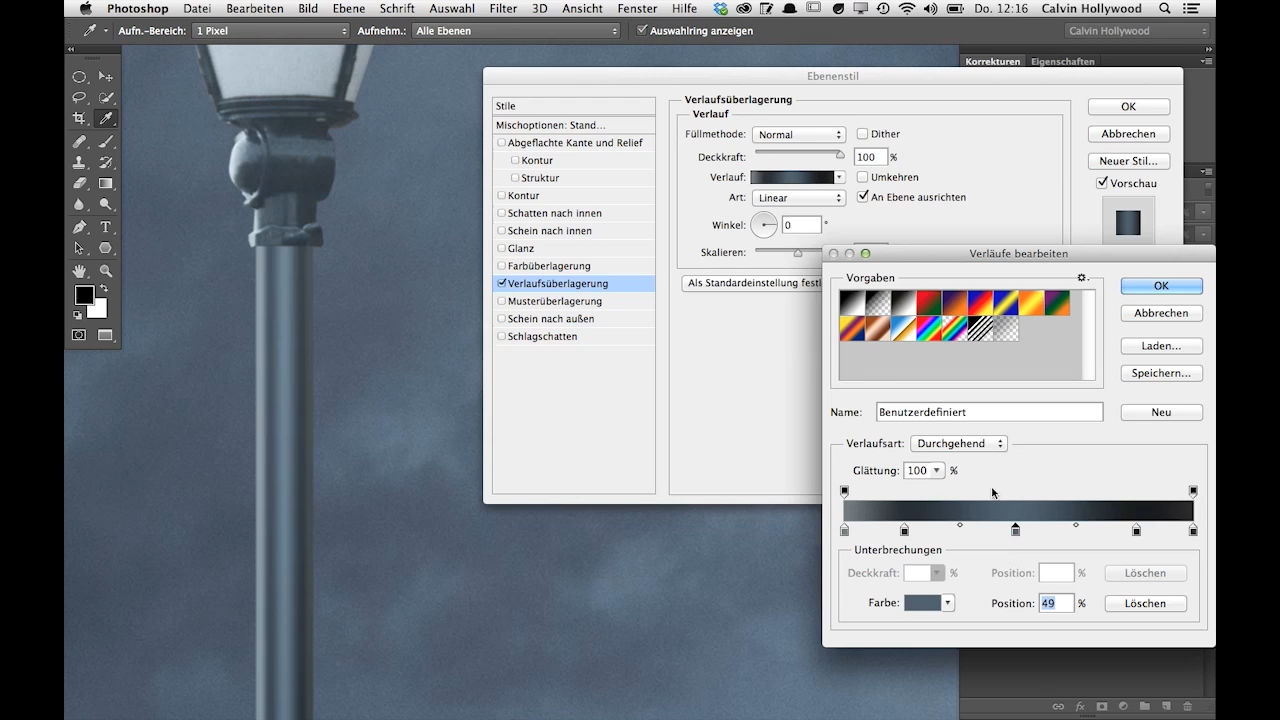 Photoshop Datei Bearbeiten Bild Ebene Schrift Auswahl Filter 3D Ansicht Fenster Hilfe Do. 12:16 Calvin Hollywood
Aufn.-Bereich: 1 Pixel Aufnehm.: Alle Ebenen Auswahlring anzeigen Calvin Hollywood
Korrekturen Eigenschaften
Ebenenstil
Stile
Mischoptionen: Stand...
Abgeflachte Kante und Relief
Kontur
Struktur
Kontur
Schatten nach innen
Schein nach innen
Glanz
Farbüberlagerung
Verlaufsüberlagerung
Musterüberlagerung
Schein nach außen
Schlagschatten
Verlaufsüberlagerung
Verlauf
Füllmethode: Normal Dither
Deckkraft: 100 %
Verlauf: Umkehren
Art: Linear An Ebene ausrichten
Winkel: 0 °
Skalieren:
Als Standardeinstellung festl
OK
Abbrechen
Neuer Stil...
Vorschau
Verläufe bearbeiten
Vorgaben
OK
Abbrechen
Laden...
Speichern...
Name: Benutzerdefiniert Neu
Verlaufsart: Durchgehend
Glättung: 100 %
Unterbrechungen
Deckkraft: % Position: % Löschen
Farbe: Position: 49 % Löschen